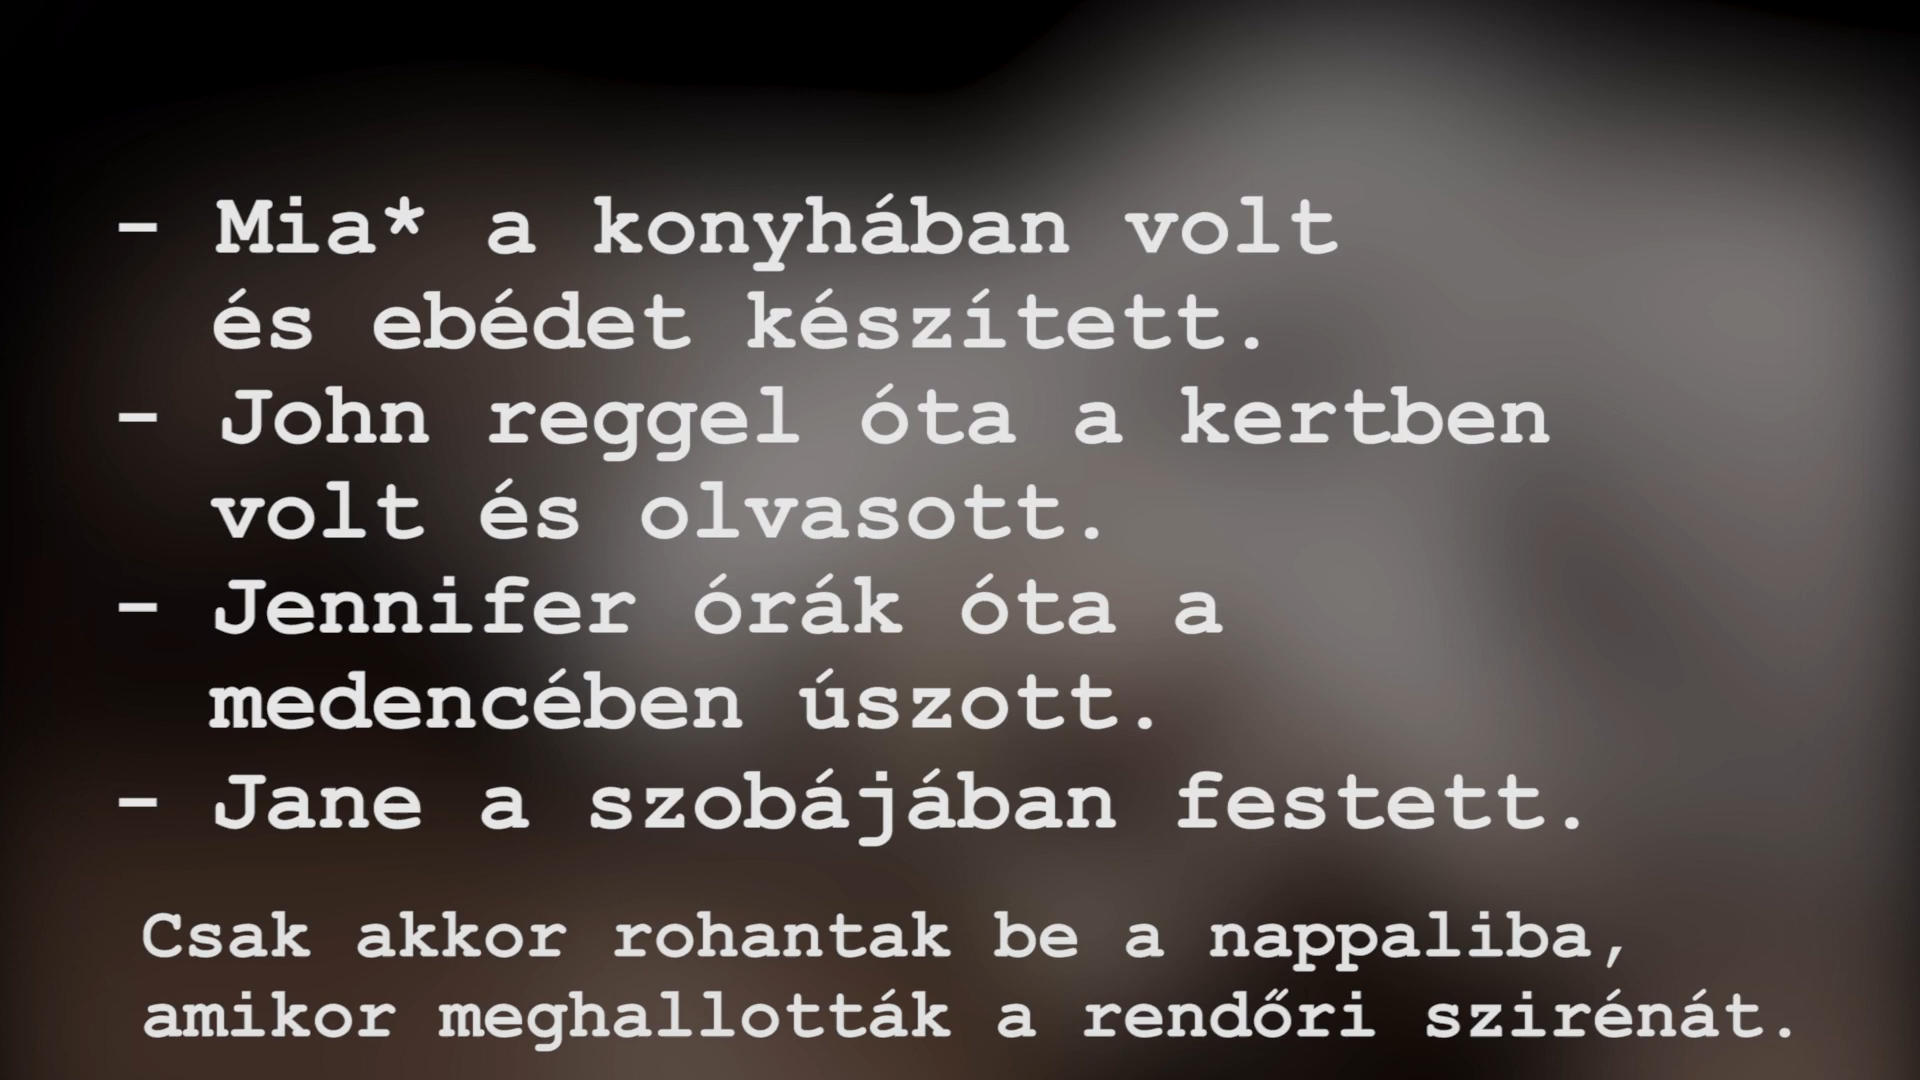 - Mia* a konyhában volt
és ebédet készített.
- John reggel óta a kertben
volt és olvasott.
- Jennifer órák óta a
medencében úszott.
- Jane a szobájában festett.
Csak akkor rohantak be a nappaliba,
amikor meghallották a rendőri szirénát.